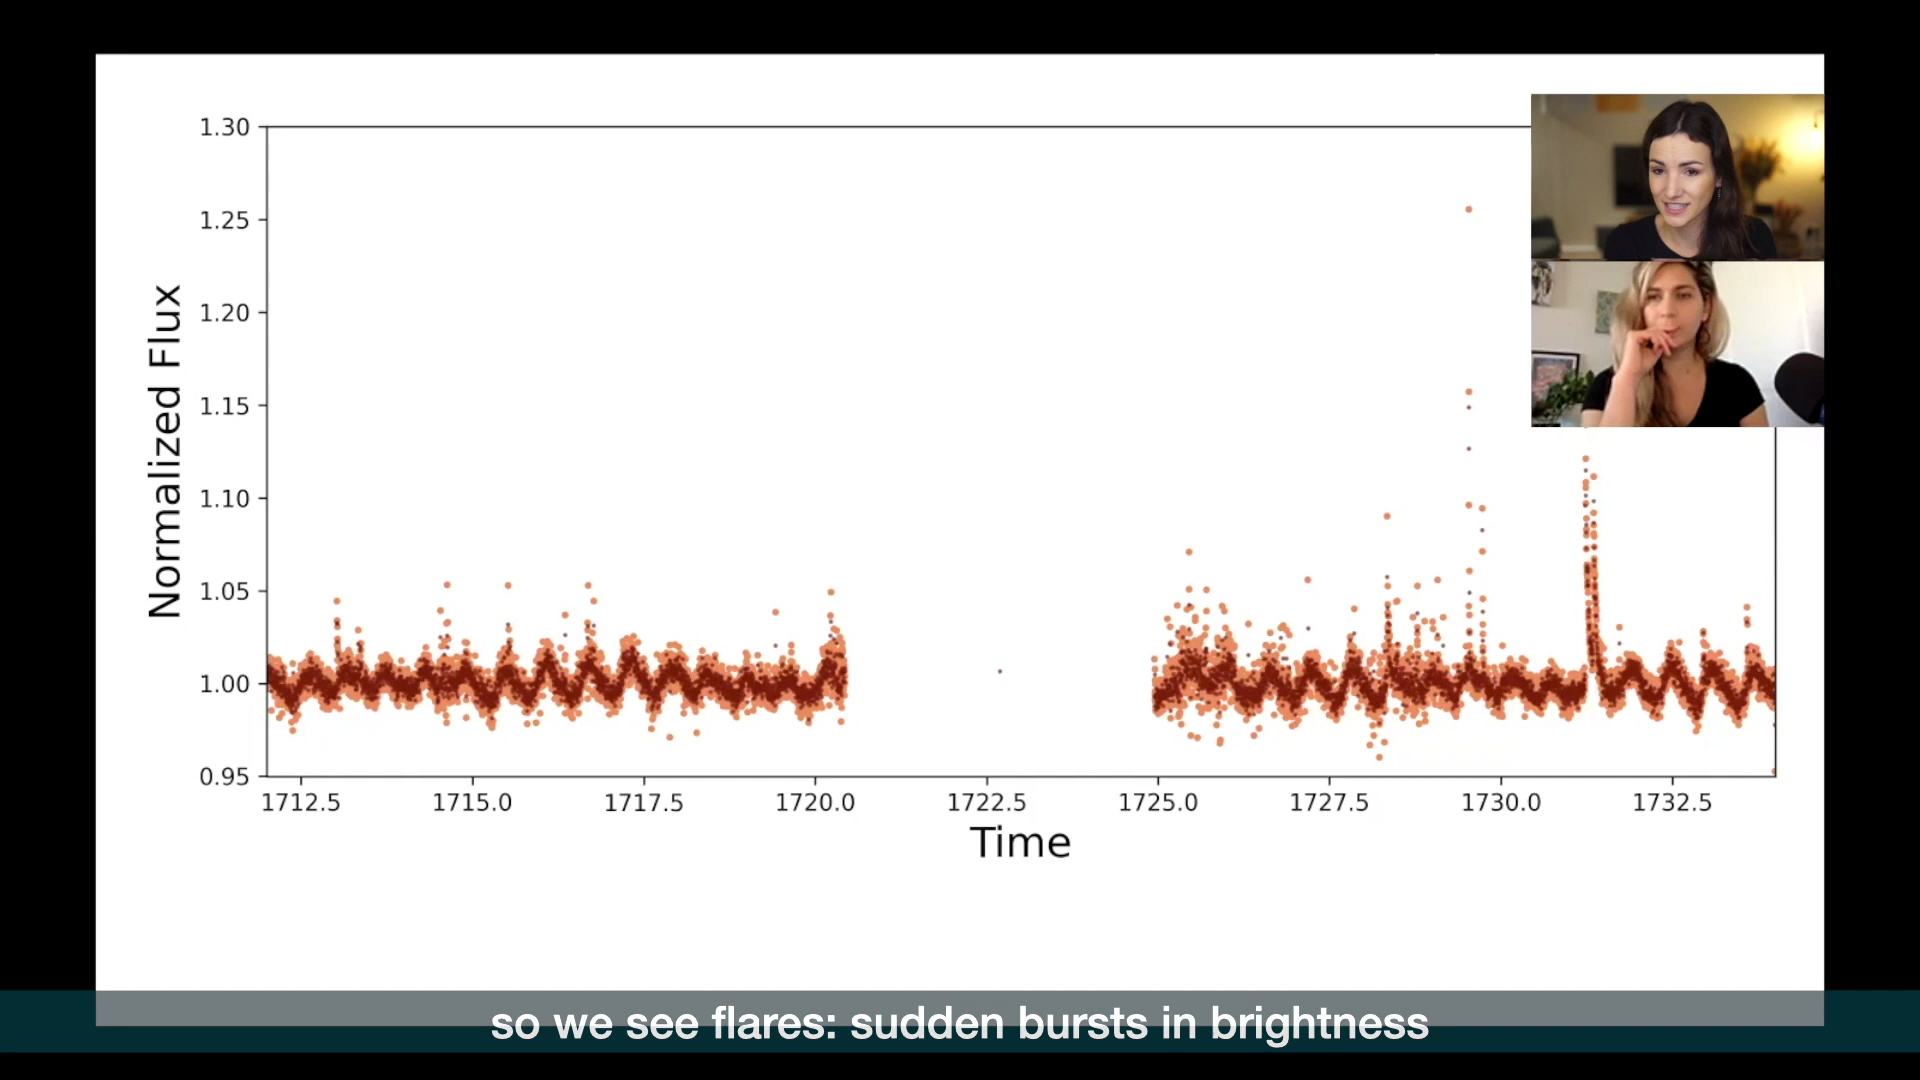 1.30
1.25
1.20
1.15
1.10
1.05
1.00
0.95
Normalized Flux
1712.5 1715.0 1717.5 1720.0 1722.5 1725.0 1727.5 1730.0 1732.5
Time
so we see flares: sudden bursts in brightness